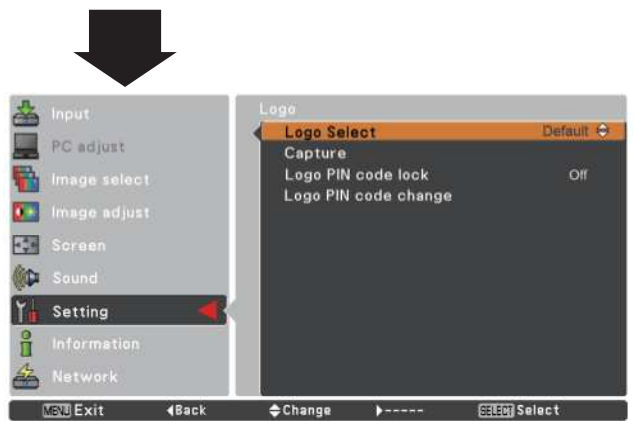 Input
PC adjust
Image select
Image adjust
Screen
Sound
Setting
Information
Network
Logo
Logo Select Default
Capture
Logo PIN code lock Off
Logo PIN code change
MENU Exit Back Change ----- SELECT Select